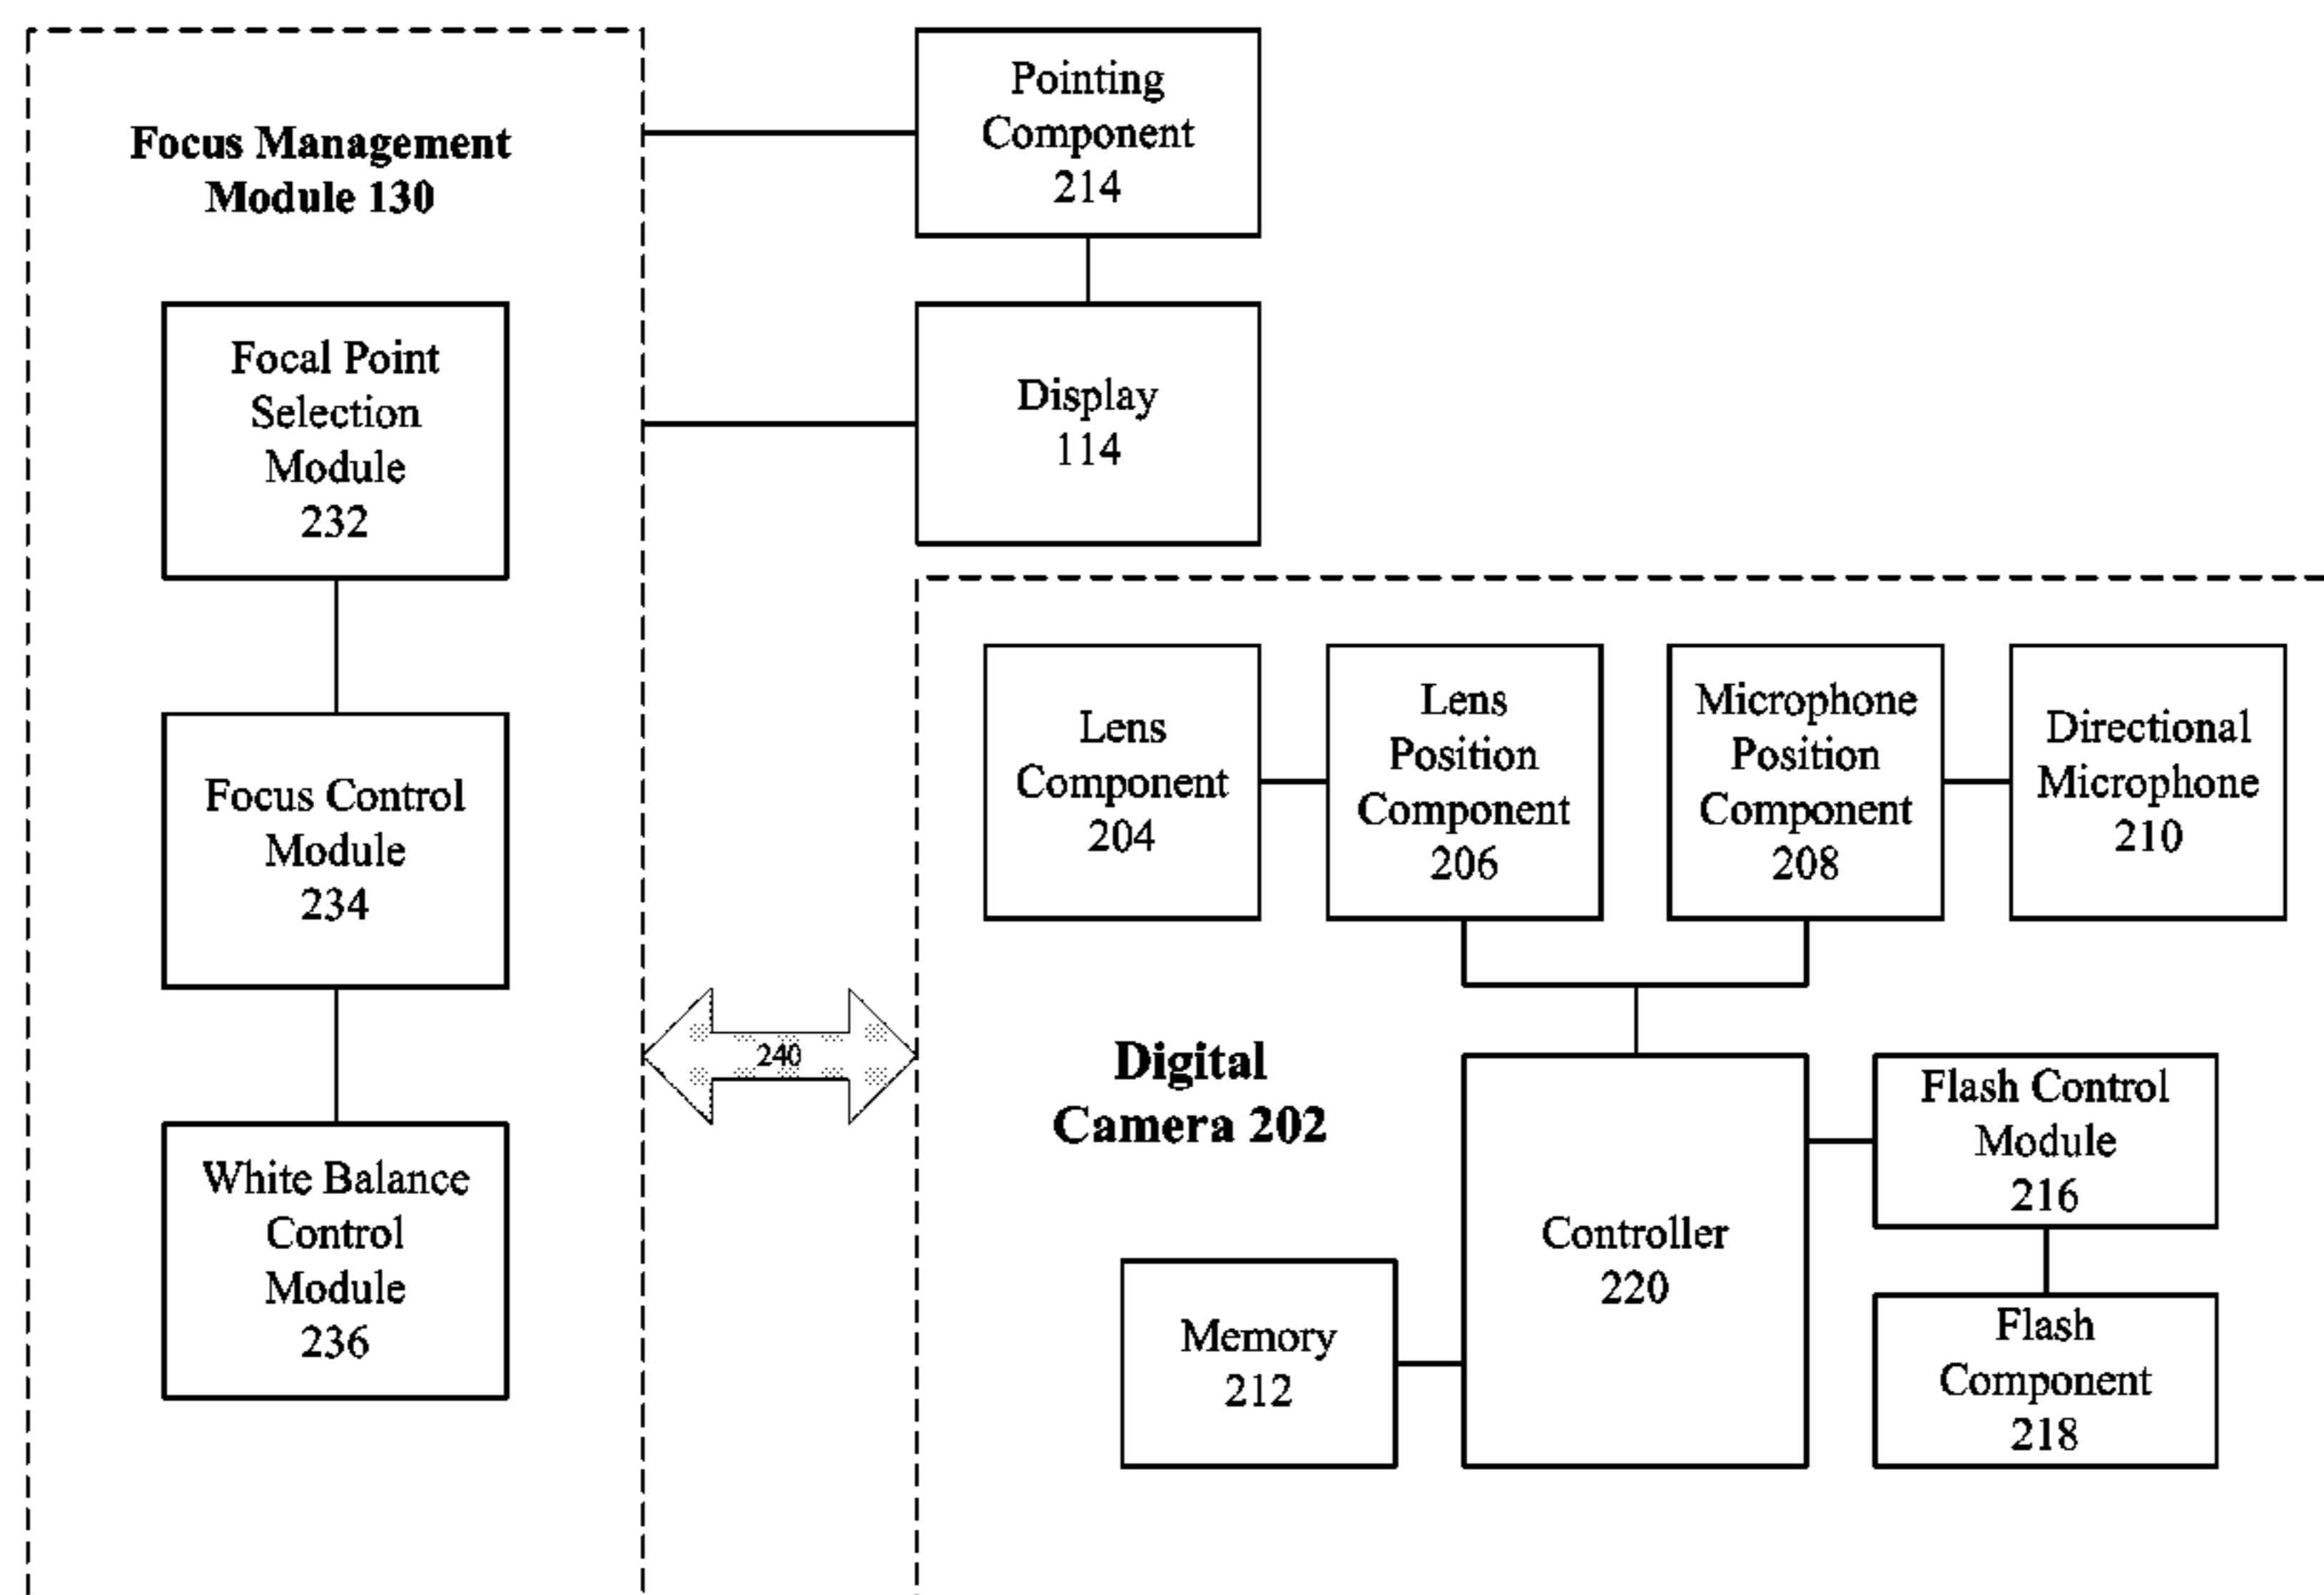 Focus Management
Module 130
Focal Point
Selection
Module
232
Focus Control
Module
234
White Balance
Control
Module
236
Pointing
Component
214
Display
114
240
Lens
Component
204
Lens
Position
Component
206
Microphone
Position
Component
208
Directional
Microphone
210
Digital
Camera 202
Controller
220
Flash Control
Module
216
Memory
212
Flash
Component
218